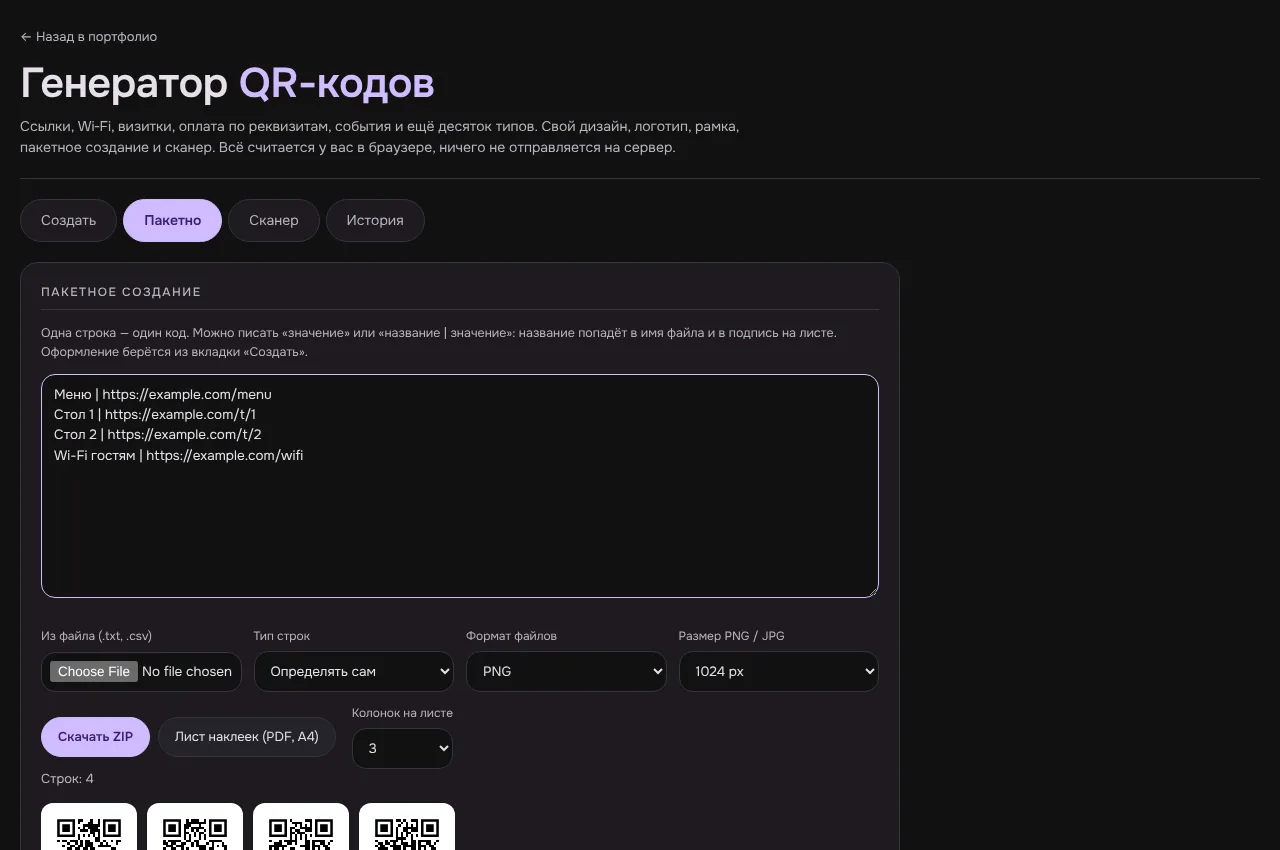 ← Назад в портфолио
Генератор QR-кодов
Ссылки, Wi-Fi, визитки, оплата по реквизитам, события и ещё десяток типов. Свой дизайн, логотип, рамка,
пакетное создание и сканер. Всё считается у вас в браузере, ничего не отправляется на сервер.
Создать Пакетно Сканер История
ПАКЕТНОЕ СОЗДАНИЕ
Одна строка — один код. Можно писать «значение» или «название | значение»: название попадёт в имя файла и в подпись на листе.
Оформление берётся из вкладки «Создать».
Меню | https://example.com/menu
Стол 1 | https://example.com/t/1
Стол 2 | https://example.com/t/2
Wi-Fi гостям | https://example.com/wifi
Из файла (.txt, .csv) Тип строк Формат файлов Размер PNG / JPG
Choose File No file chosen Определять сам PNG 1024 px
Колонок на листе
Скачать ZIP Лист наклеек (PDF, A4) 3
Строк: 4